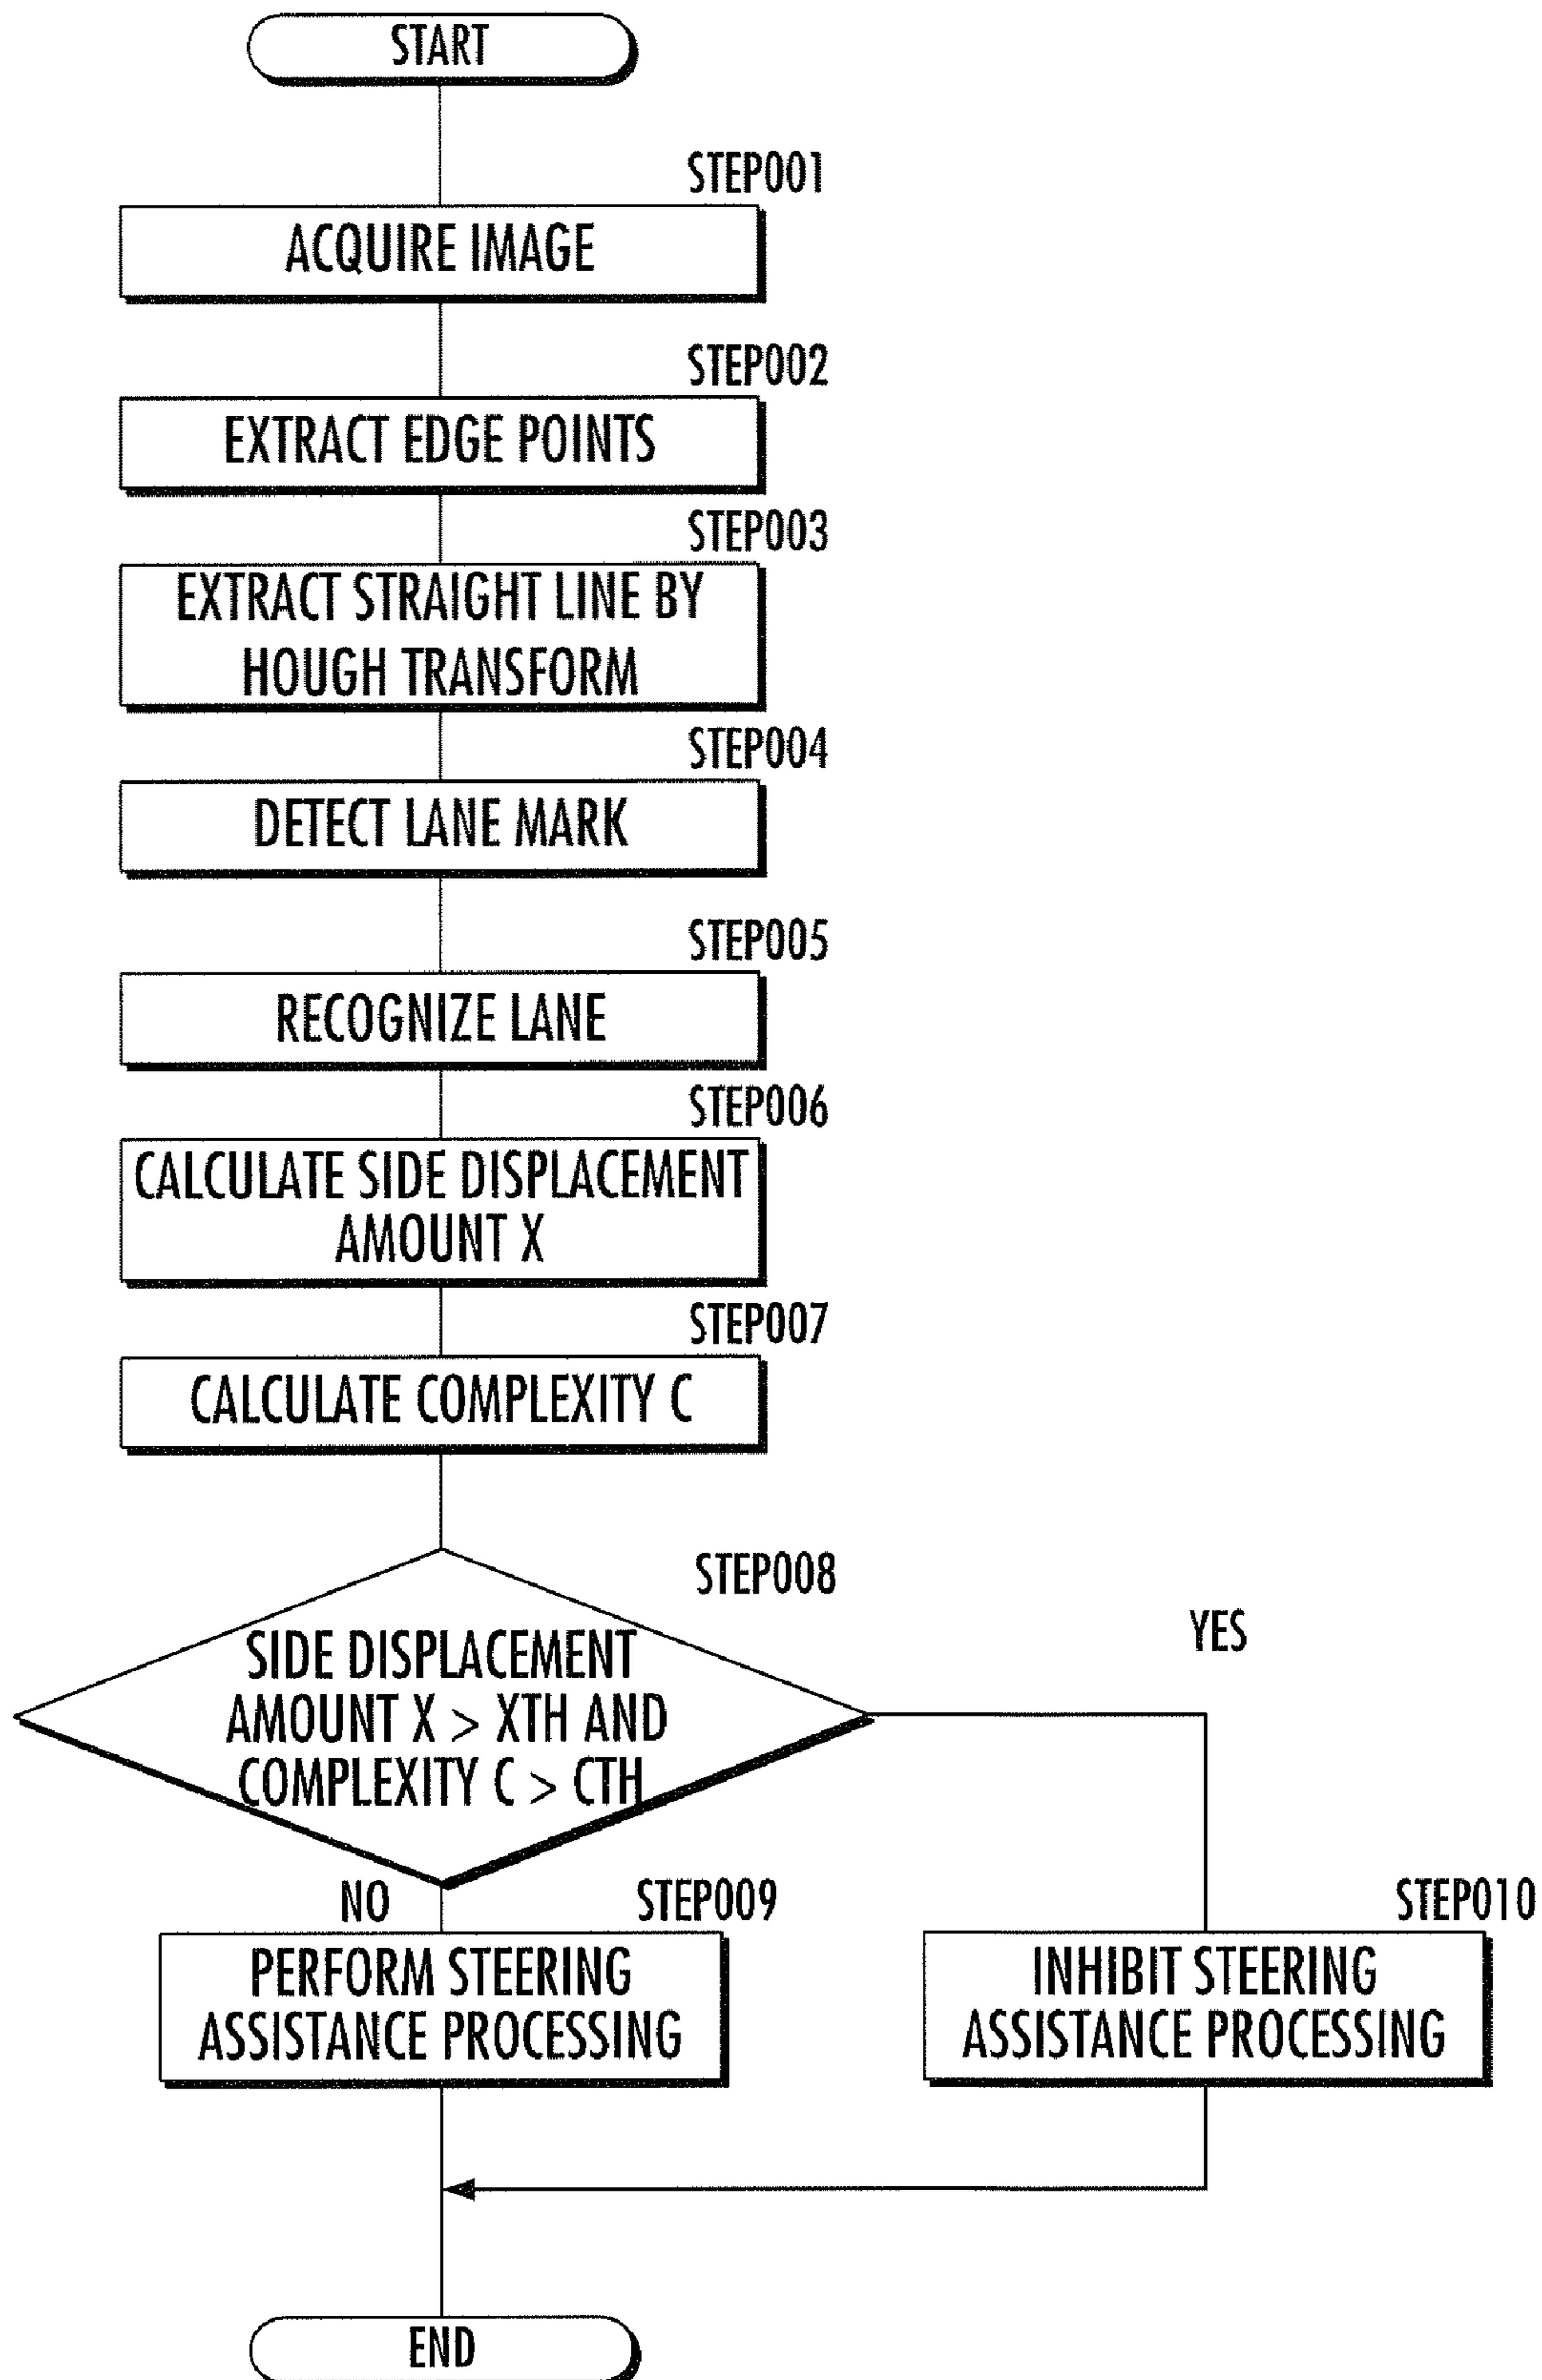 START
STEP001
ACQUIRE IMAGE
STEP002
EXTRACT EDGE POINTS
STEP003
EXTRACT STRAIGHT LINE BY
HOUGH TRANSFORM
STEP004
DETECT LANE MARK
STEP005
RECOGNIZE LANE
STEP006
CALCULATE SIDE DISPLACEMENT
AMOUNT X
STEP007
CALCULATE COMPLEXITY C
STEP008
YES
SIDE DISPLACEMENT
AMOUNT X > XTH AND
COMPLEXITY C > CTH
NO
STEP009
PERFORM STEERING
ASSISTANCE PROCESSING
STEP010
INHIBIT STEERING
ASSISTANCE PROCESSING
END